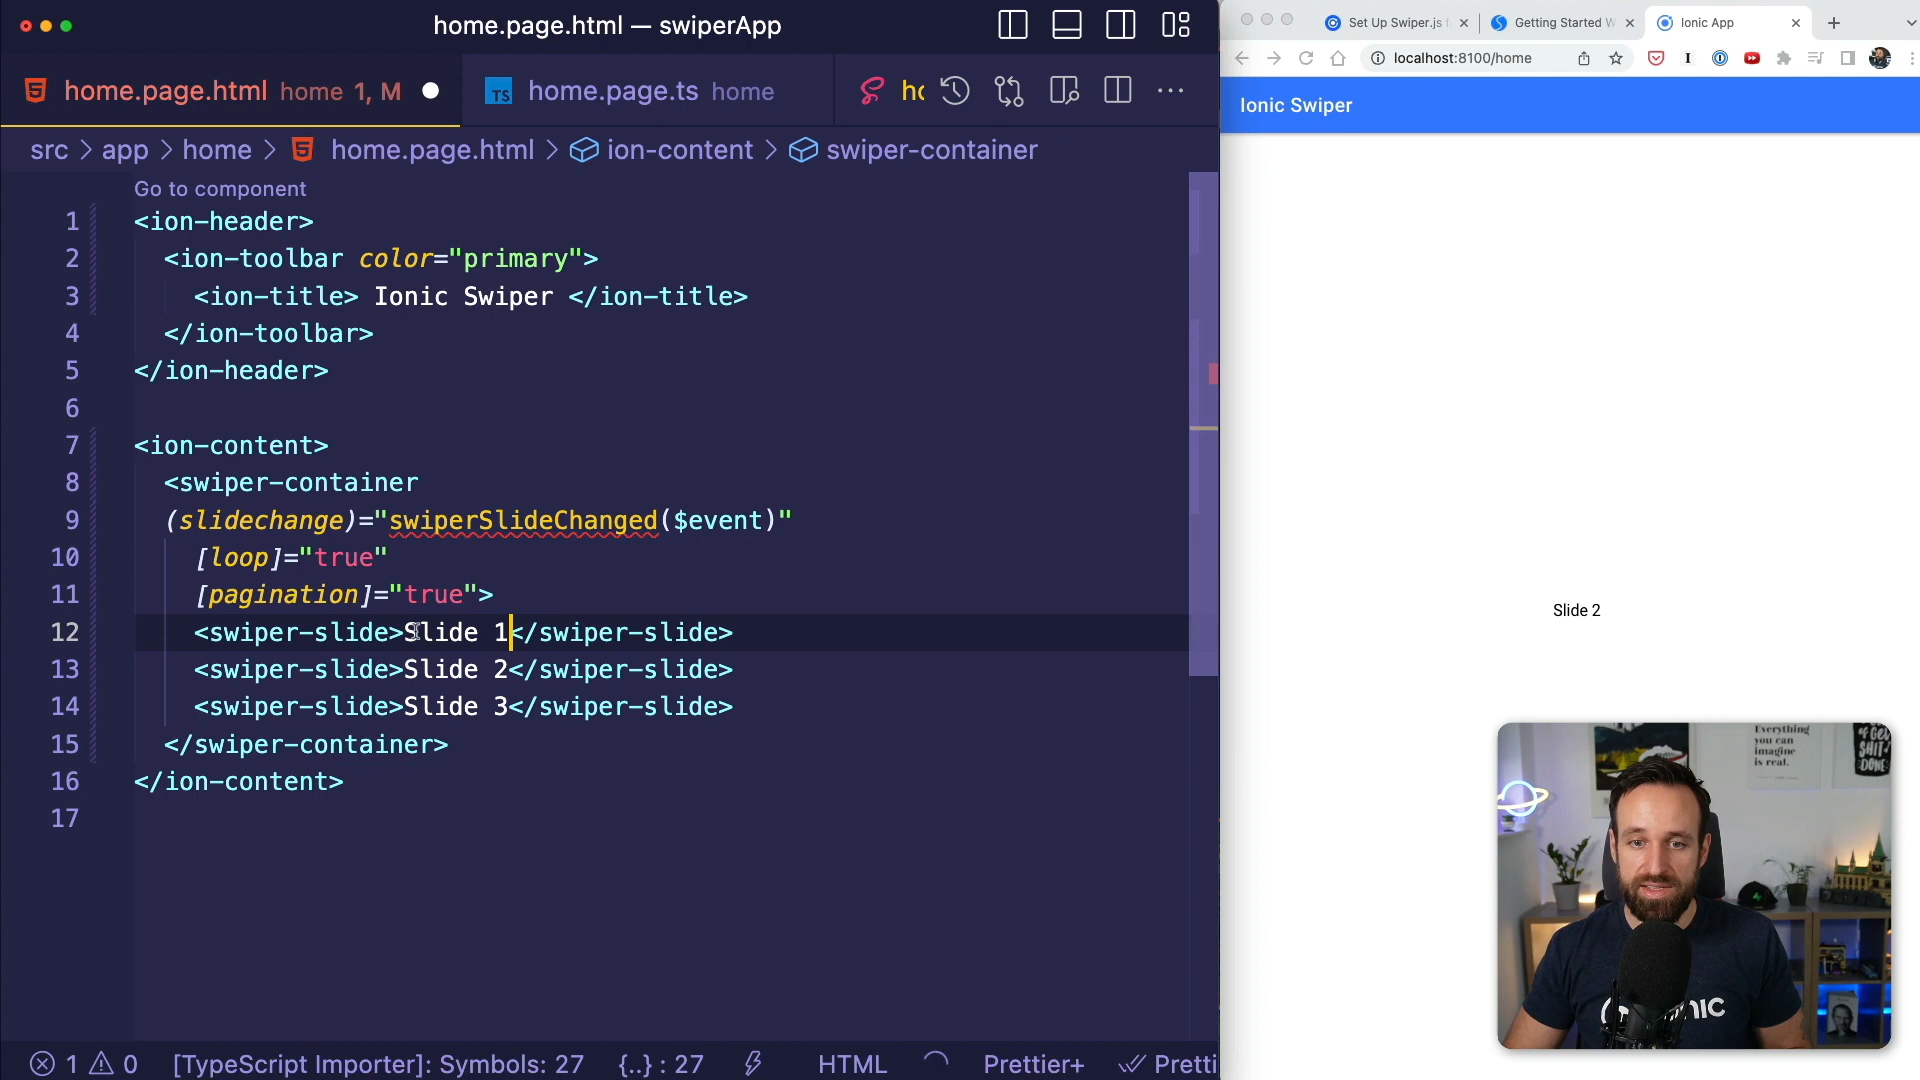 home.page.html — swiperApp
home.page.html home 1, M
TS home.page.ts home
hc
src > app > home > home.page.html > ion-content > swiper-container
Go to component
1 <ion-header>
2 <ion-toolbar color="primary">
3 <ion-title> Ionic Swiper </ion-title>
4 </ion-toolbar>
5 </ion-header>
6
7 <ion-content>
8 <swiper-container
9 (slidechange)="swiperSlideChanged($event)"
10 [loop]="true"
11 [pagination]="true">
12 <swiper-slide>Slide 1</swiper-slide>
13 <swiper-slide>Slide 2</swiper-slide>
14 <swiper-slide>Slide 3</swiper-slide>
15 </swiper-container>
16 </ion-content>
17
1 0 [TypeScript Importer]: Symbols: 27 {..} : 27 HTML Prettier+ Pretti
Set Up Swiper.js f
Getting Started W
Ionic App
localhost:8100/home
Ionic Swiper
Slide 2
Everything
you can
imagine
is real.
SHIT
DONE
NIC